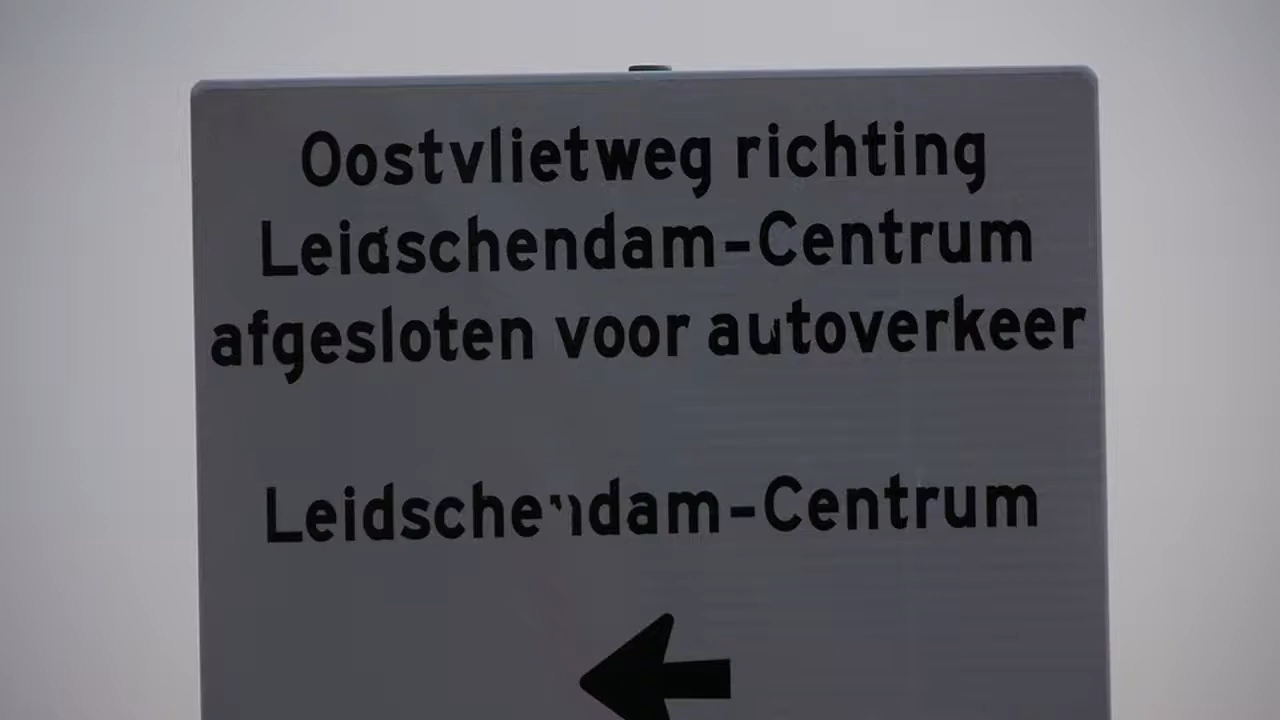 Oostvlietweg richting
Leidschendam-Centrum
afgesloten voor autoverkeer
Leidschendam-Centrum